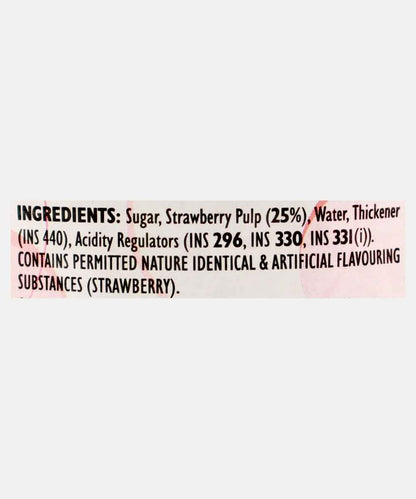 INGREDIENTS: Sugar, Strawberry Pulp (25%), Water, Thickener
(INS 440), Acidity Regulators (INS 296, INS 330, INS 331(i)).
CONTAINS PERMITTED NATURE IDENTICAL & ARTIFICIAL FLAVOURING
SUBSTANCES (STRAWBERRY).